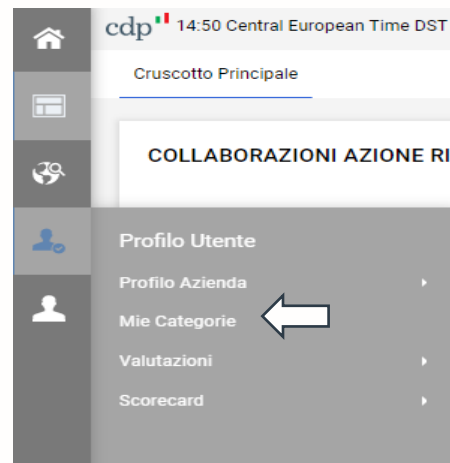 cdp 14:50 Central European Time DST
Cruscotto Principale
COLLABORAZIONI AZIONE RI
Profilo Utente
Profilo Azienda
Mie Categorie
Valutazioni
Scorecard